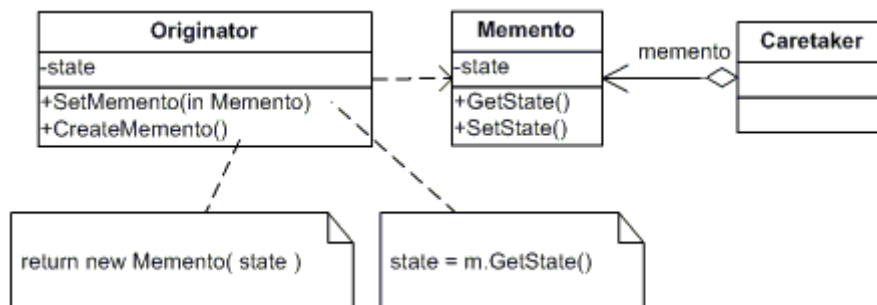 Originator
-state
+SetMemento(in Memento)
+CreateMemento()
Memento
-state
+GetState()
+SetState()
memento
Caretaker
return new Memento( state )
state = m.GetState()